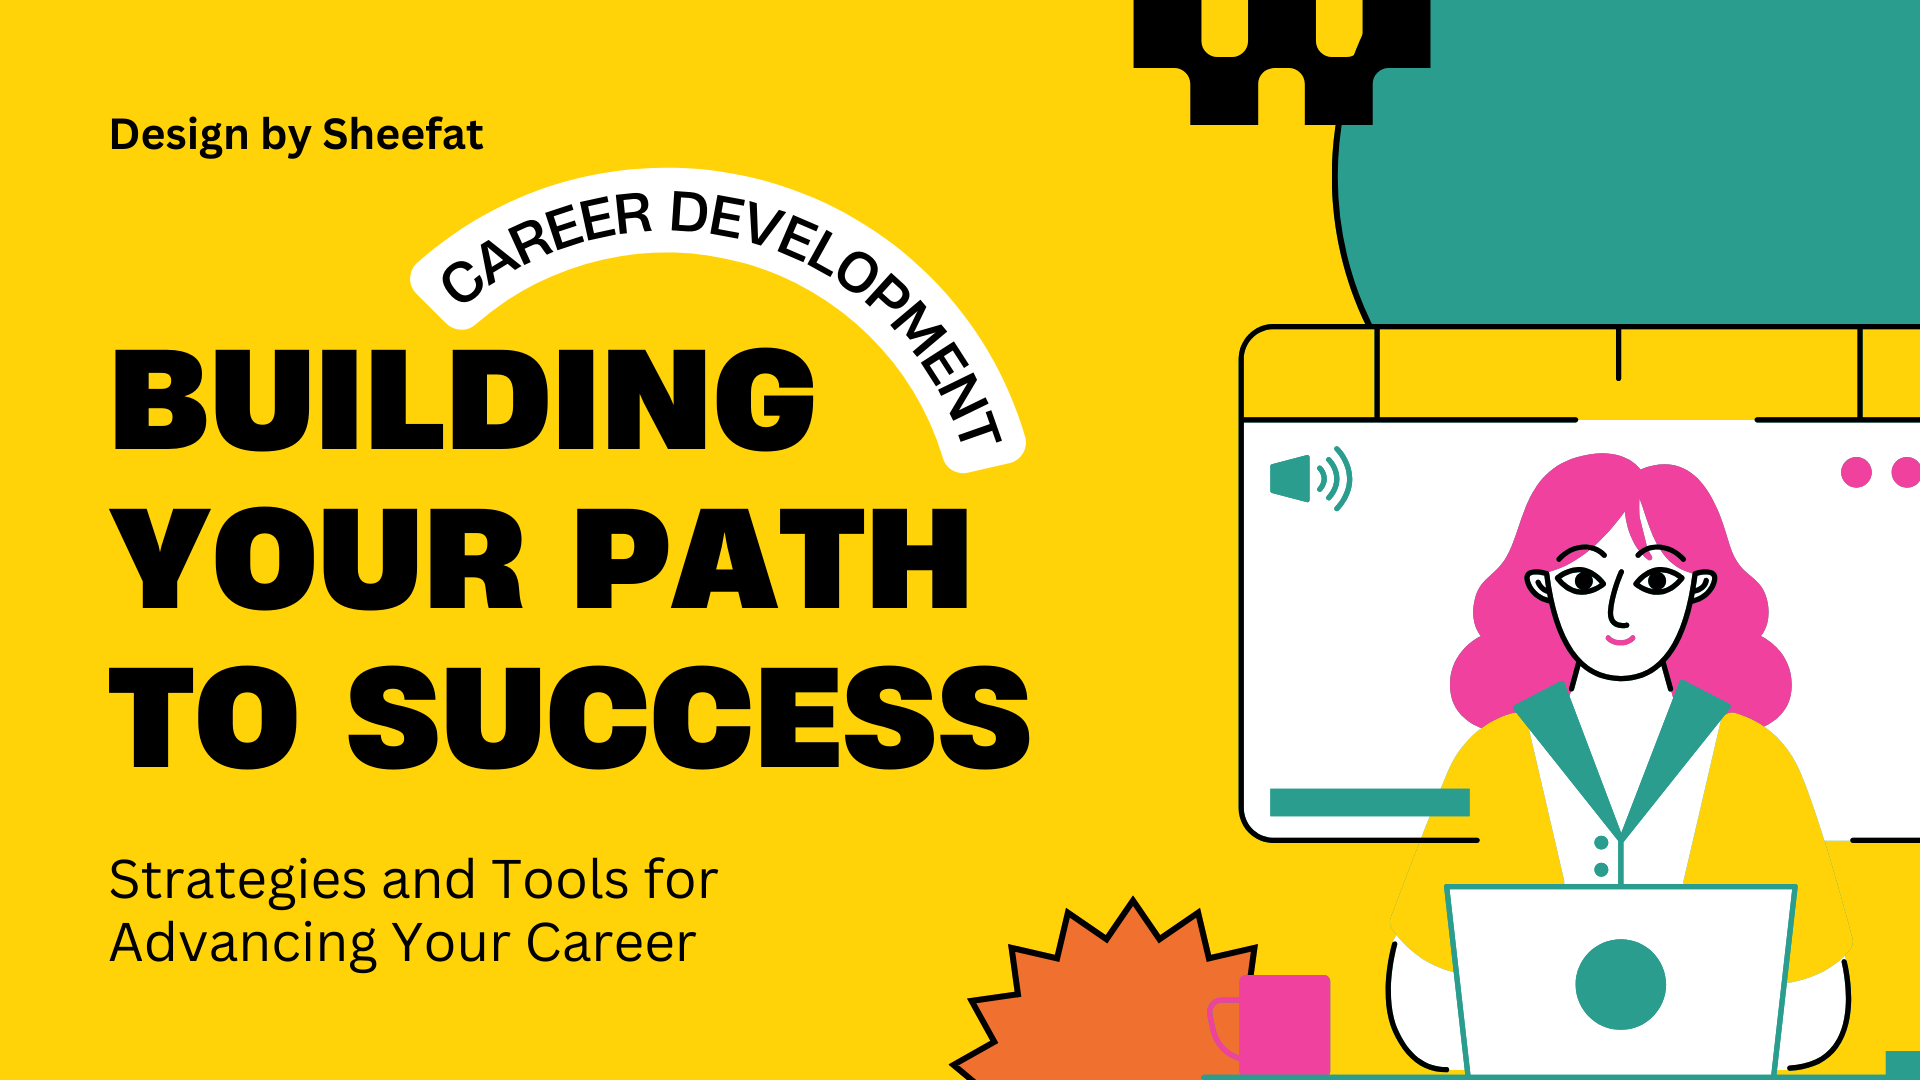 Design by Sheefat
CAREER DEVELOPMENT
BUILDING
YOUR PATH
TO SUCCESS
Strategies and Tools for
Advancing Your Career